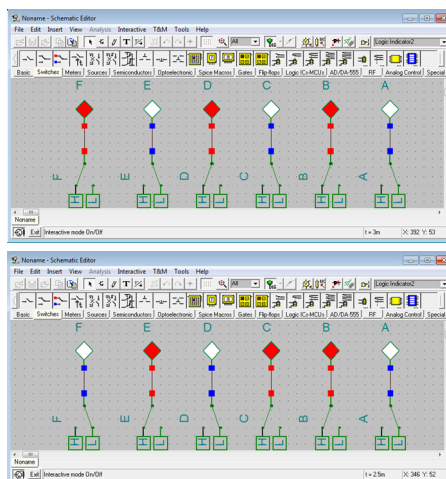 Noname - Schematic Editor
File Edit Insert View Analysis Interactive T&M Tools Help
T All Logic Indicator2
Basic Switches Meters Sources Semiconductors Optoelectronic Spice Macros Gates Flip-flops Logic ICs-MCUs AD/DA-555 RF Analog Control Special
F E D C B A
F E D C B A
H L H L H L H L H L H L
Noname
Exit Interactive mode On/Off t = 3m X: 392 Y: 53
Noname - Schematic Editor
File Edit Insert View Analysis Interactive T&M Tools Help
T All Logic Indicator2
Basic Switches Meters Sources Semiconductors Optoelectronic Spice Macros Gates Flip-flops Logic ICs-MCUs AD/DA-555 RF Analog Control Special
F E D C B A
F E D C B A
H L H L H L H L H L H L
Noname
Exit Interactive mode On/Off t = 2.5m X: 346 Y: 52